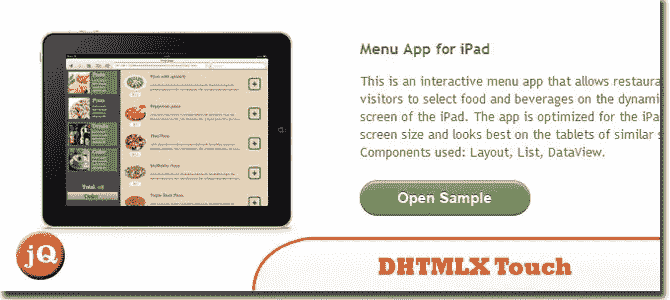 Menu App for iPad
This is an interactive menu app that allows restaura
visitors to select food and beverages on the dynami
screen of the iPad. The app is optimized for the iPa
screen size and looks best on the tablets of similar s
Components used: Layout, List, DataView.
Open Sample
jQ
DHTMLX Touch